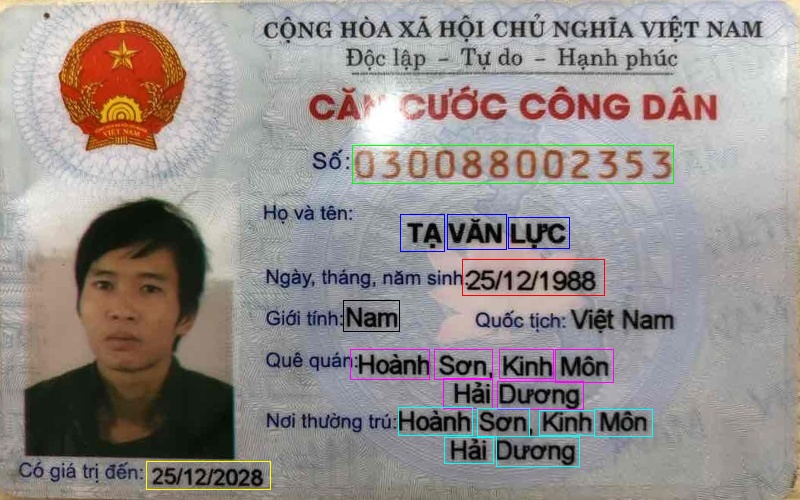 CỘNG HÒA XÃ HỘI CHỦ NGHĨA VIỆT NAM
Độc lập – Tự do – Hạnh phúc
CĂN CƯỚC CÔNG DÂN
Số: 030088002353
Họ và tên:
TẠ VĂN LỰC
Ngày, tháng, năm sinh: 25/12/1988
Giới tính: Nam Quốc tịch: Việt Nam
Quê quán: Hoành Sơn, Kinh Môn
Hải Dương
Nơi thường trú: Hoành Sơn, Kinh Môn
Hải Dương
Có giá trị đến: 25/12/2028